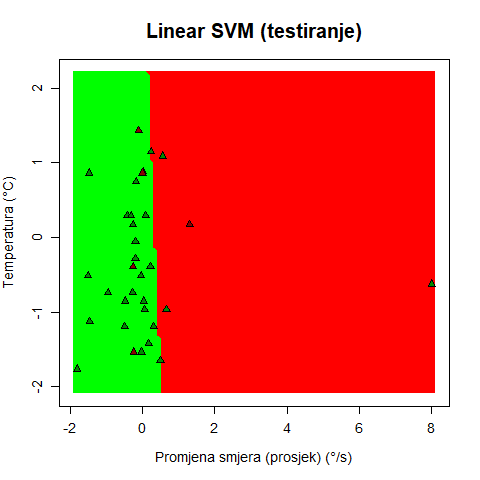 Linear SVM (testiranje)
Temperatura (°C)
2
1
0
-1
-2
-2 0 2 4 6 8
Promjena smjera (prosjek) (°/s)